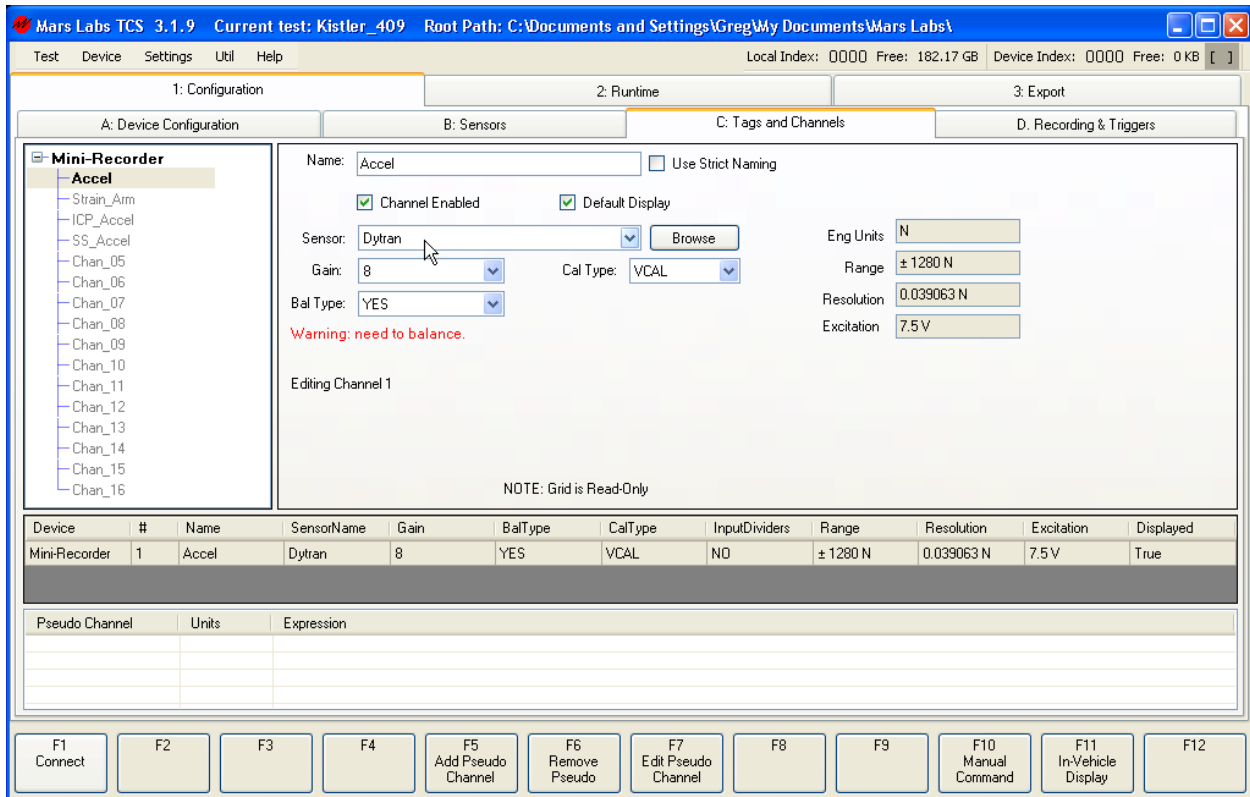 Mars Labs TCS 3.1.9 Current test: Kistler_409 Root Path: C:\Documents and Settings\Greg\My Documents\Mars Labs\
Test Device Settings Util Help Local Index: 0000 Free: 182.17 GB Device Index: 0000 Free: 0 KB [ ]
1: Configuration 2: Runtime 3: Export
A: Device Configuration B: Sensors C: Tags and Channels D. Recording & Triggers
Mini-Recorder
Accel
Strain_Arm
ICP_Accel
SS_Accel
Chan_05
Chan_06
Chan_07
Chan_08
Chan_09
Chan_10
Chan_11
Chan_12
Chan_13
Chan_14
Chan_15
Chan_16
Name: Accel Use Strict Naming
Channel Enabled Default Display
Sensor: Dytran Browse
Gain: 8 Cal Type: VCAL
Bal Type: YES
Warning: need to balance.
Editing Channel 1
NOTE: Grid is Read-Only
Eng Units N
Range ± 1280 N
Resolution 0.039063 N
Excitation 7.5 V
Device # Name SensorName Gain BalType CalType InputDividers Range Resolution Excitation Displayed
Mini-Recorder 1 Accel Dytran 8 YES VCAL NO ± 1280 N 0.039063 N 7.5 V True
Pseudo Channel Units Expression
F1 Connect
F2
F3
F4
F5 Add Pseudo Channel
F6 Remove Pseudo
F7 Edit Pseudo Channel
F8
F9
F10 Manual Command
F11 In-Vehicle Display
F12